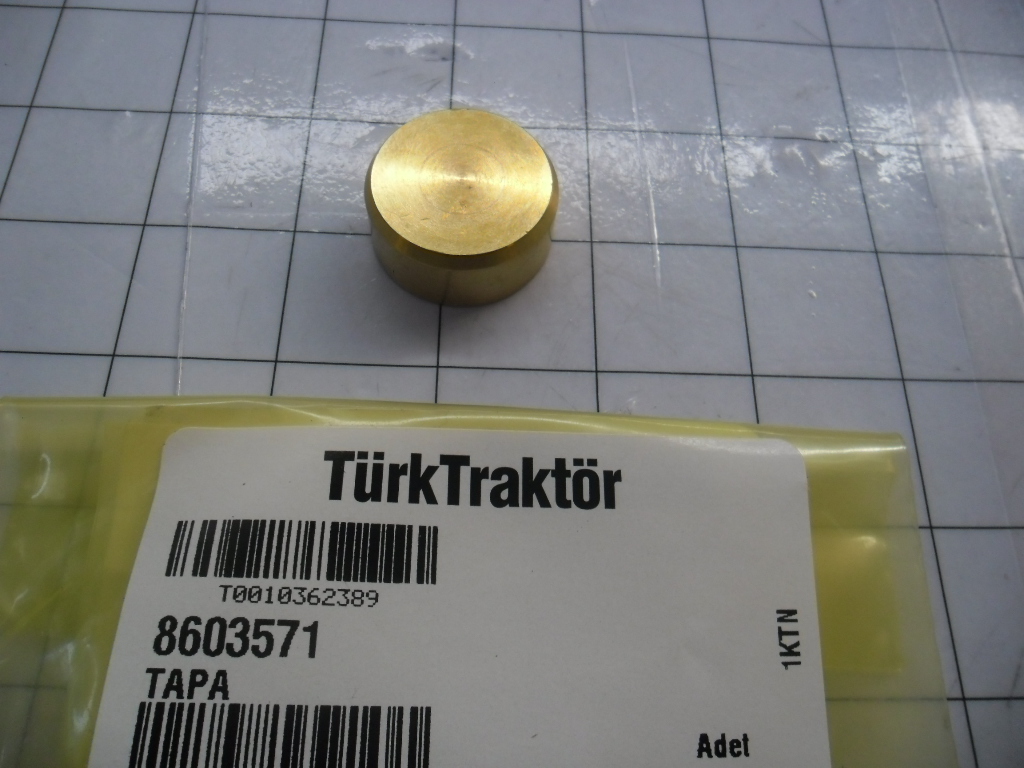 TürkTraktör
T0010362389
8603571
TAPA
1KTN
Adet